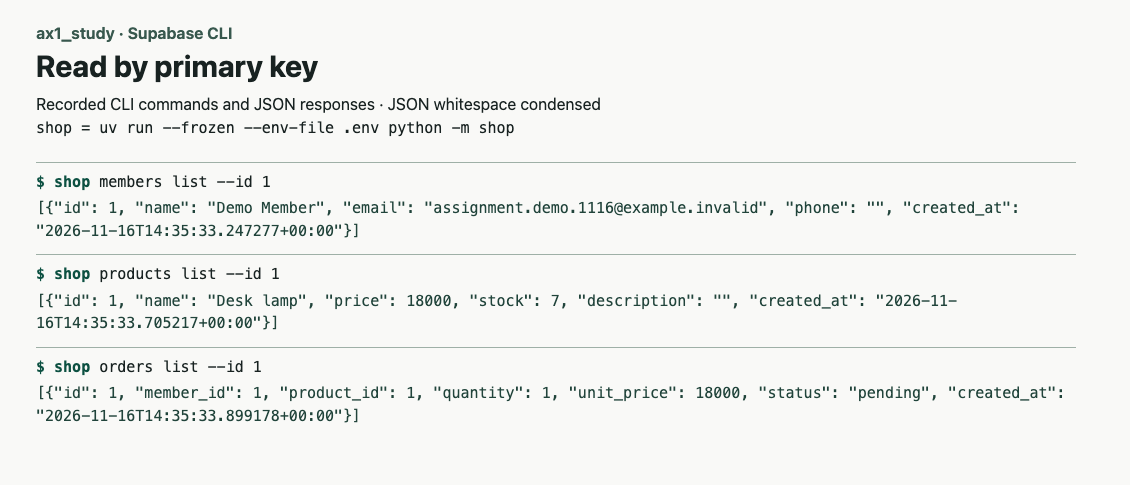 ax1_study · Supabase CLI
Read by primary key
Recorded CLI commands and JSON responses · JSON whitespace condensed
shop = uv run --frozen --env-file .env python -m shop
$ shop members list --id 1
[{"id": 1, "name": "Demo Member", "email": "assignment.demo.1116@example.invalid", "phone": "", "created_at":
"2026-11-16T14:35:33.247277+00:00"}]
$ shop products list --id 1
[{"id": 1, "name": "Desk lamp", "price": 18000, "stock": 7, "description": "", "created_at": "2026-11-
16T14:35:33.705217+00:00"}]
$ shop orders list --id 1
[{"id": 1, "member_id": 1, "product_id": 1, "quantity": 1, "unit_price": 18000, "status": "pending", "created_at":
"2026-11-16T14:35:33.899178+00:00"}]